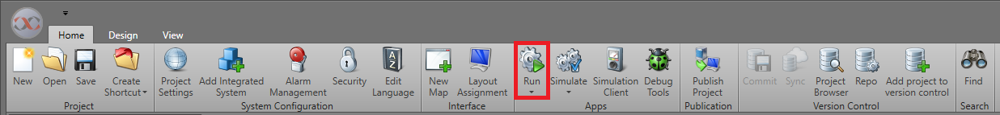 Home Design View
New Open Save Create Shortcut Project Settings Add Integrated System Alarm Management Security Edit Language New Map Layout Assignment Run Simulate Simulation Client Debug Tools Publish Project Commit Sync Project Browser Repo Add project to version control Find
Project System Configuration Interface Apps Publication Version Control Search